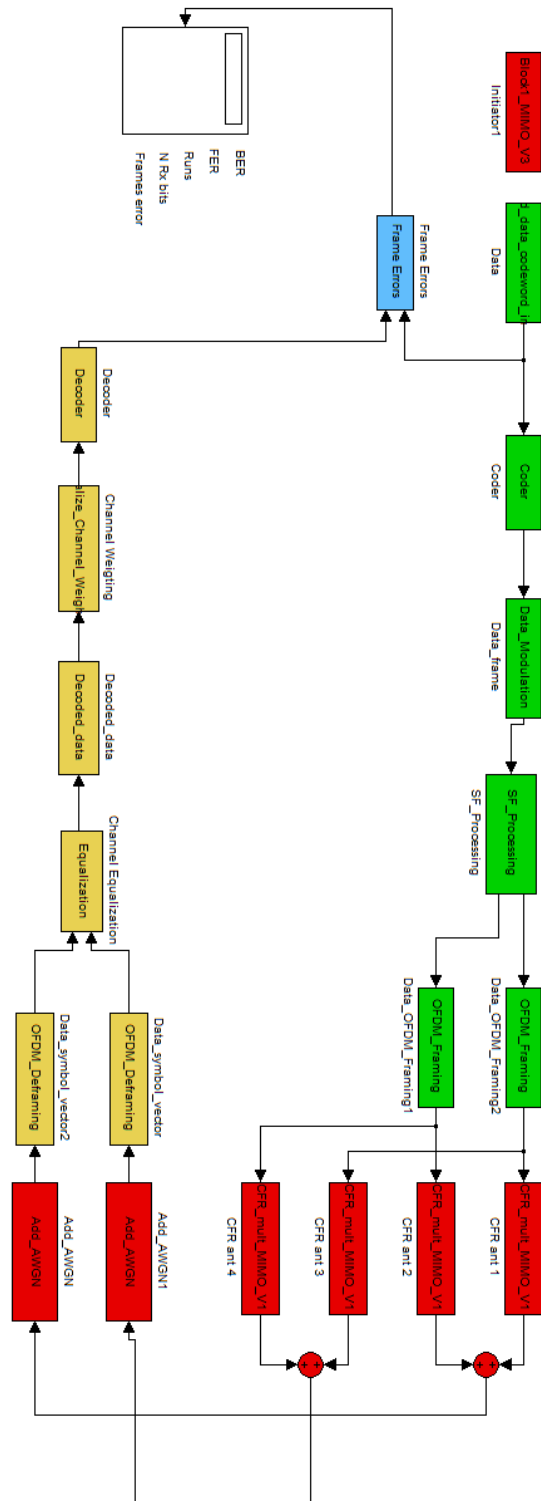 Block1_MIMO_V3
Initiator1
d_data_codeword_in
Data
Coder
Coder
Data_Modulation
Data_frame
SF_Processing
SF_Processing
OFDM_Framing
Data_OFDM_Framing2
OFDM_Framing
Data_OFDM_Framing1
CFR_mult_MIMO_V1
CFR ant 1
CFR_mult_MIMO_V1
CFR ant 2
CFR_mult_MIMO_V1
CFR ant 3
CFR_mult_MIMO_V1
CFR ant 4
+ +
+ +
Frame Errors
Frame Errors
BER
FER
Runs
N Rx bits
Frames error
Decoder
Decoder
Channel Weigting
alize_Channel_Weigh
Decoded_data
Decoded_data
Channel Equalization
Equalization
Data_symbol_vector
OFDM_Deframing
Data_symbol_vector2
OFDM_Deframing
Add_AWGN1
Add_AWGN
Add_AWGN
Add_AWGN